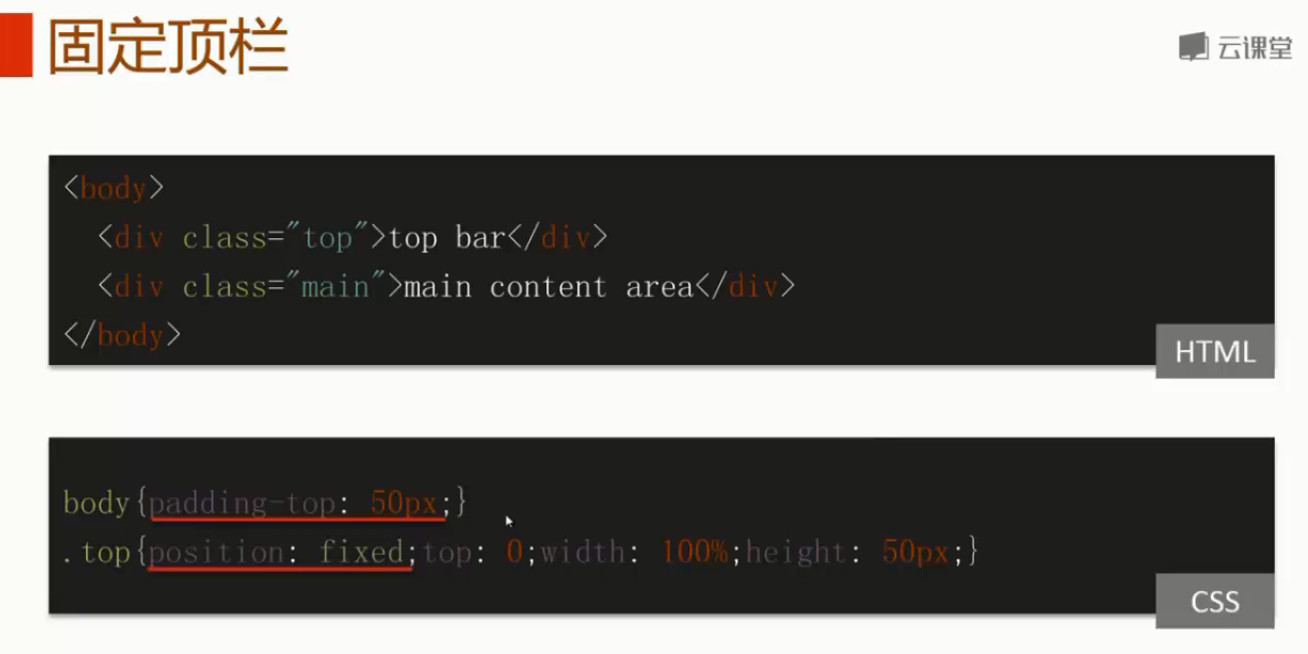 固定顶栏
云课堂
<body>
  <div class="top">top bar</div>
  <div class="main">main content area</div>
</body>
HTML
body{padding-top: 50px;}
.top{position: fixed;top: 0;width: 100%;height: 50px;}
CSS